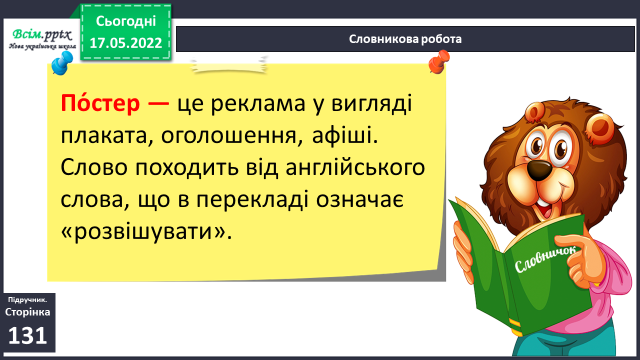 Всім.pptx
Нова українська школа
Сьогодні
17.05.2022
Словникова робота
По́стер — це реклама у вигляді
плаката, оголошення, афіші.
Слово походить від англійського
слова, що в перекладі означає
«розвішувати».
Словничок
Підручник.
Сторінка
131